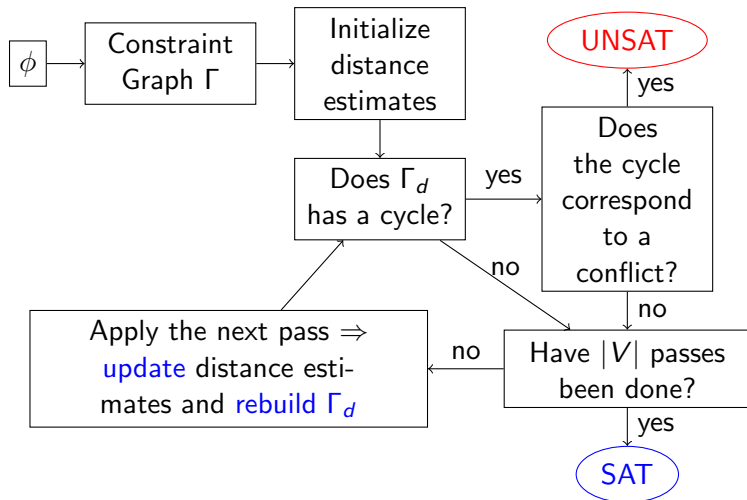 ϕ
Constraint
Graph Γ
Initialize
distance
estimates
UNSAT
yes
Does
the cycle
correspond
to a
conflict?
Does Γ_d
has a cycle?
yes
no
no
Apply the next pass ⇒
update distance esti-
mates and rebuild Γ_d
no
Have |V| passes
been done?
yes
SAT